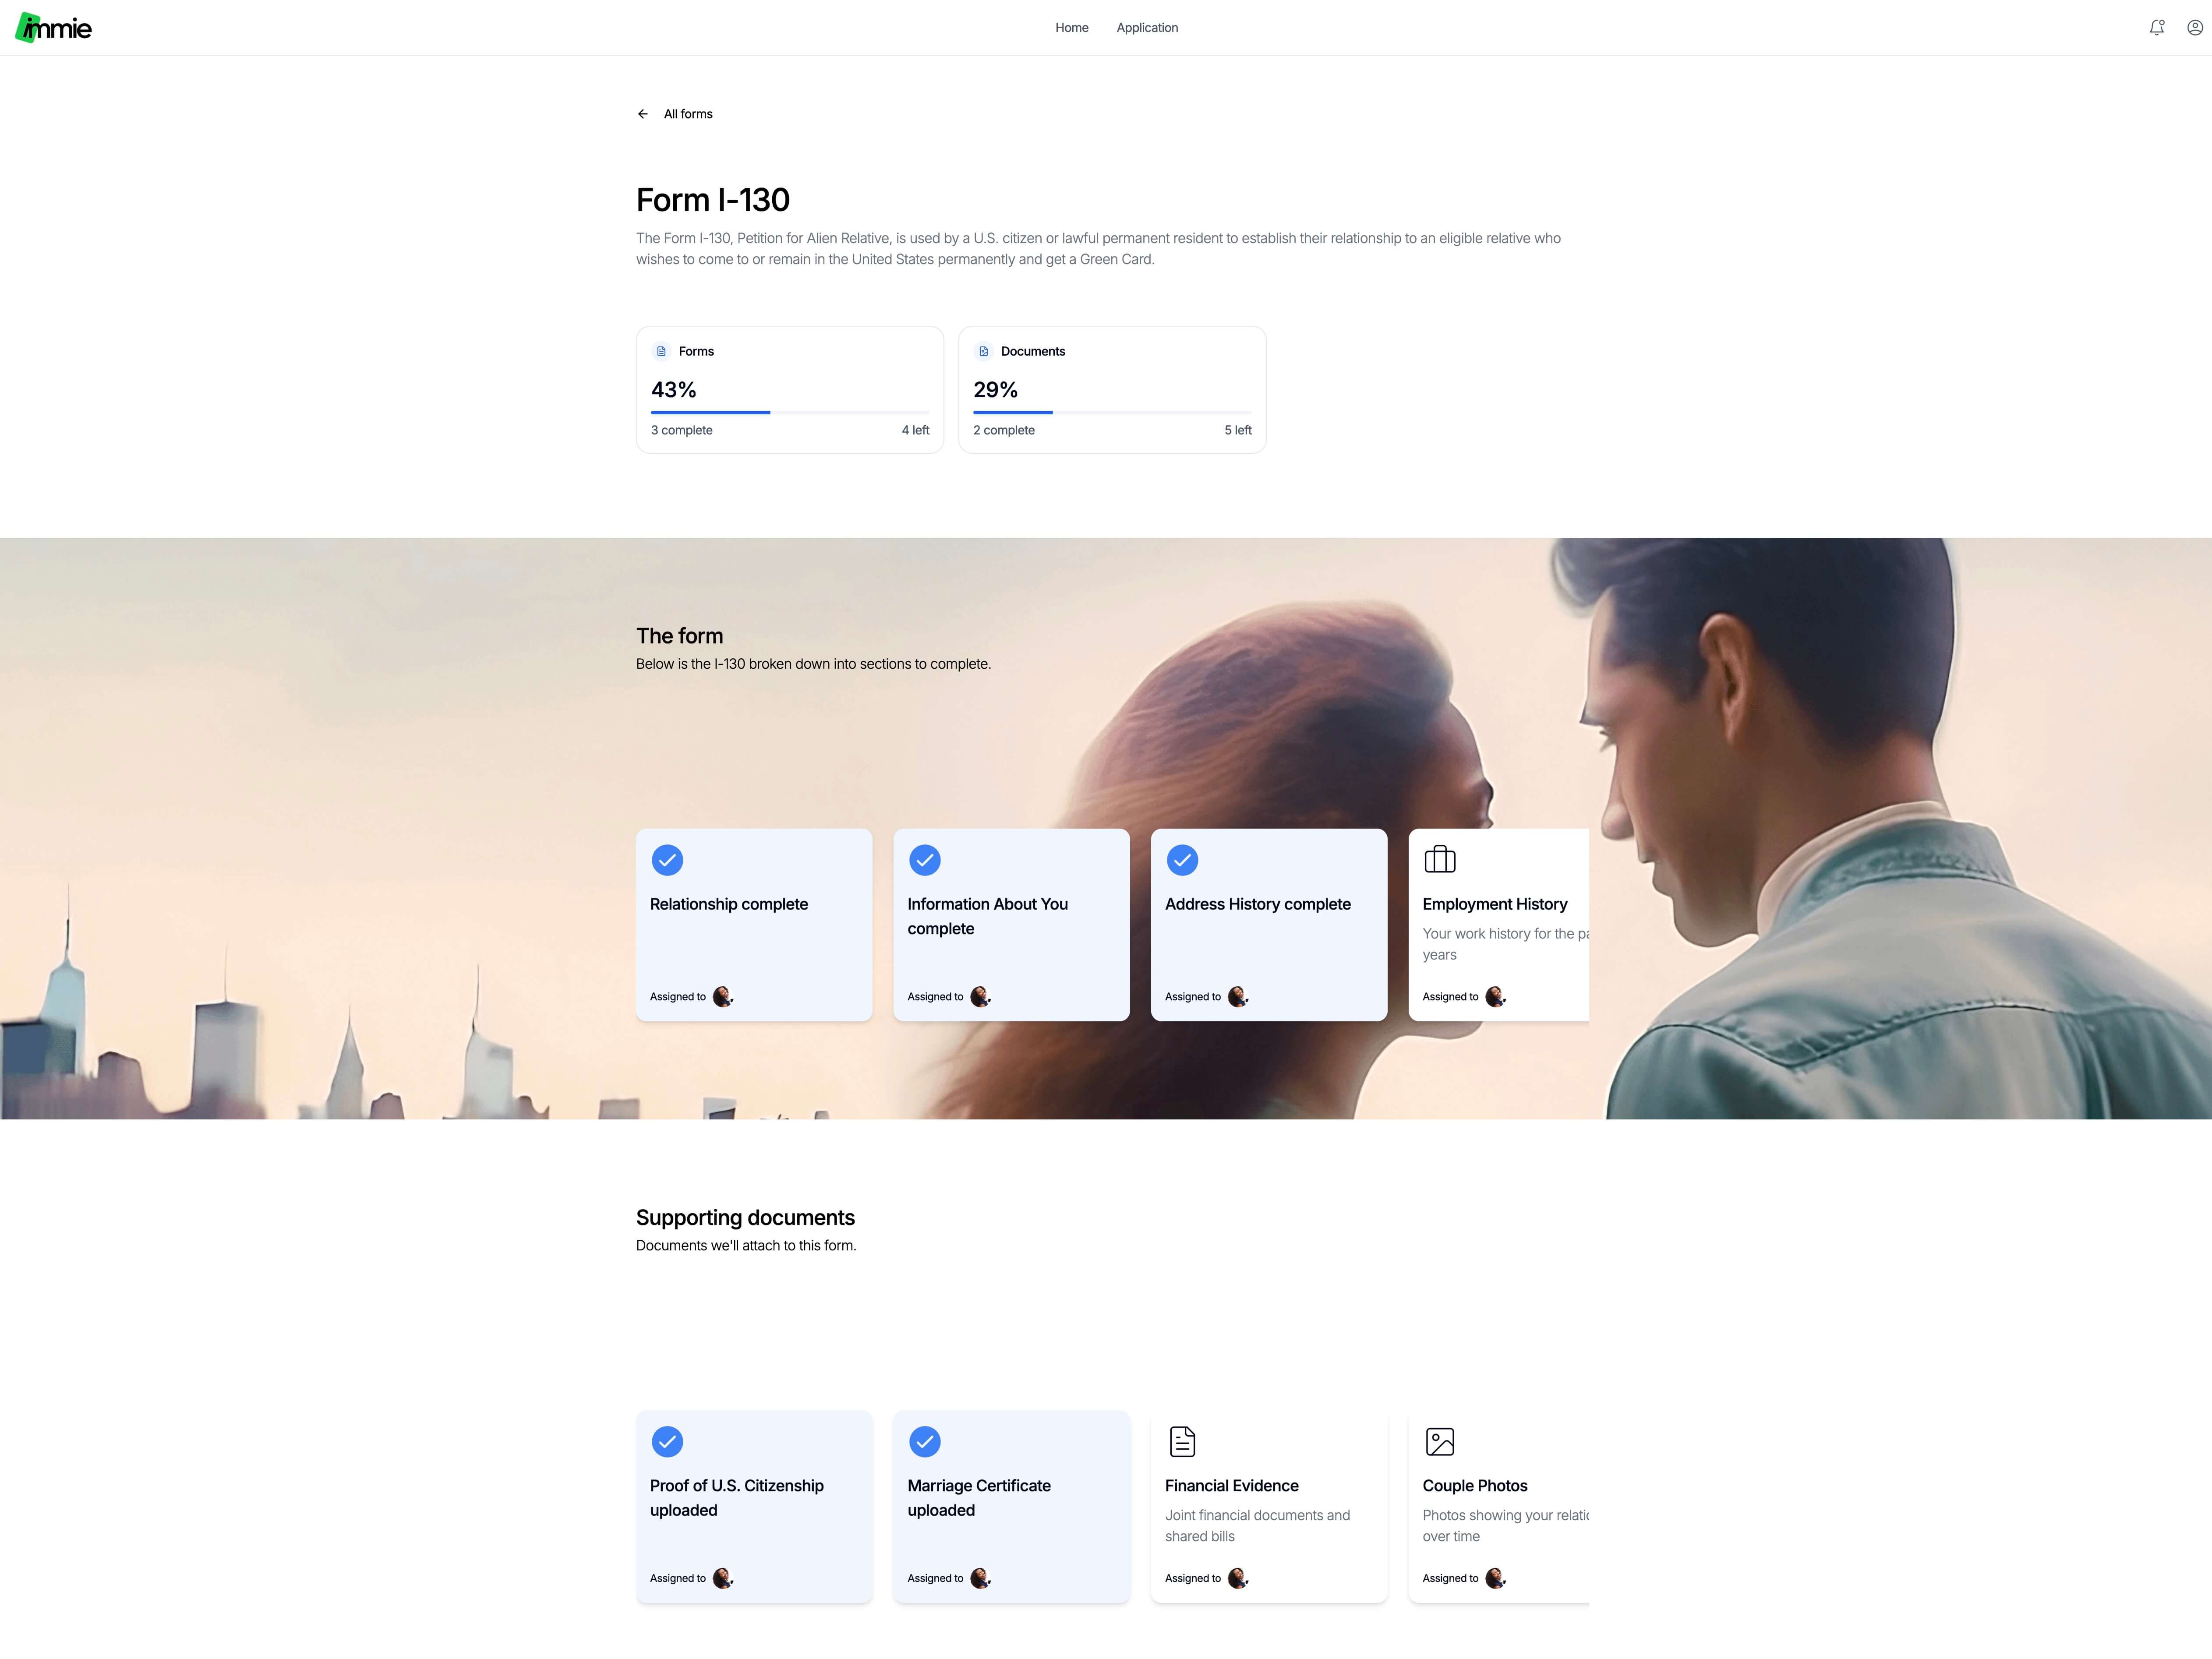 immie
Home
Application
All forms
Form I-130
The Form I-130, Petition for Alien Relative, is used by a U.S. citizen or lawful permanent resident to establish their relationship to an eligible relative who
wishes to come to or remain in the United States permanently and get a Green Card.
Forms
43%
3 complete
4 left
Documents
29%
2 complete
5 left
The form
Below is the I-130 broken down into sections to complete.
Relationship complete
Assigned to
Information About You
complete
Assigned to
Address History complete
Assigned to
Employment History
Your work history for the pa
years
Assigned to
Supporting documents
Documents we'll attach to this form.
Proof of U.S. Citizenship
uploaded
Assigned to
Marriage Certificate
uploaded
Assigned to
Financial Evidence
Joint financial documents and
shared bills
Assigned to
Couple Photos
Photos showing your relatio
over time
Assigned to